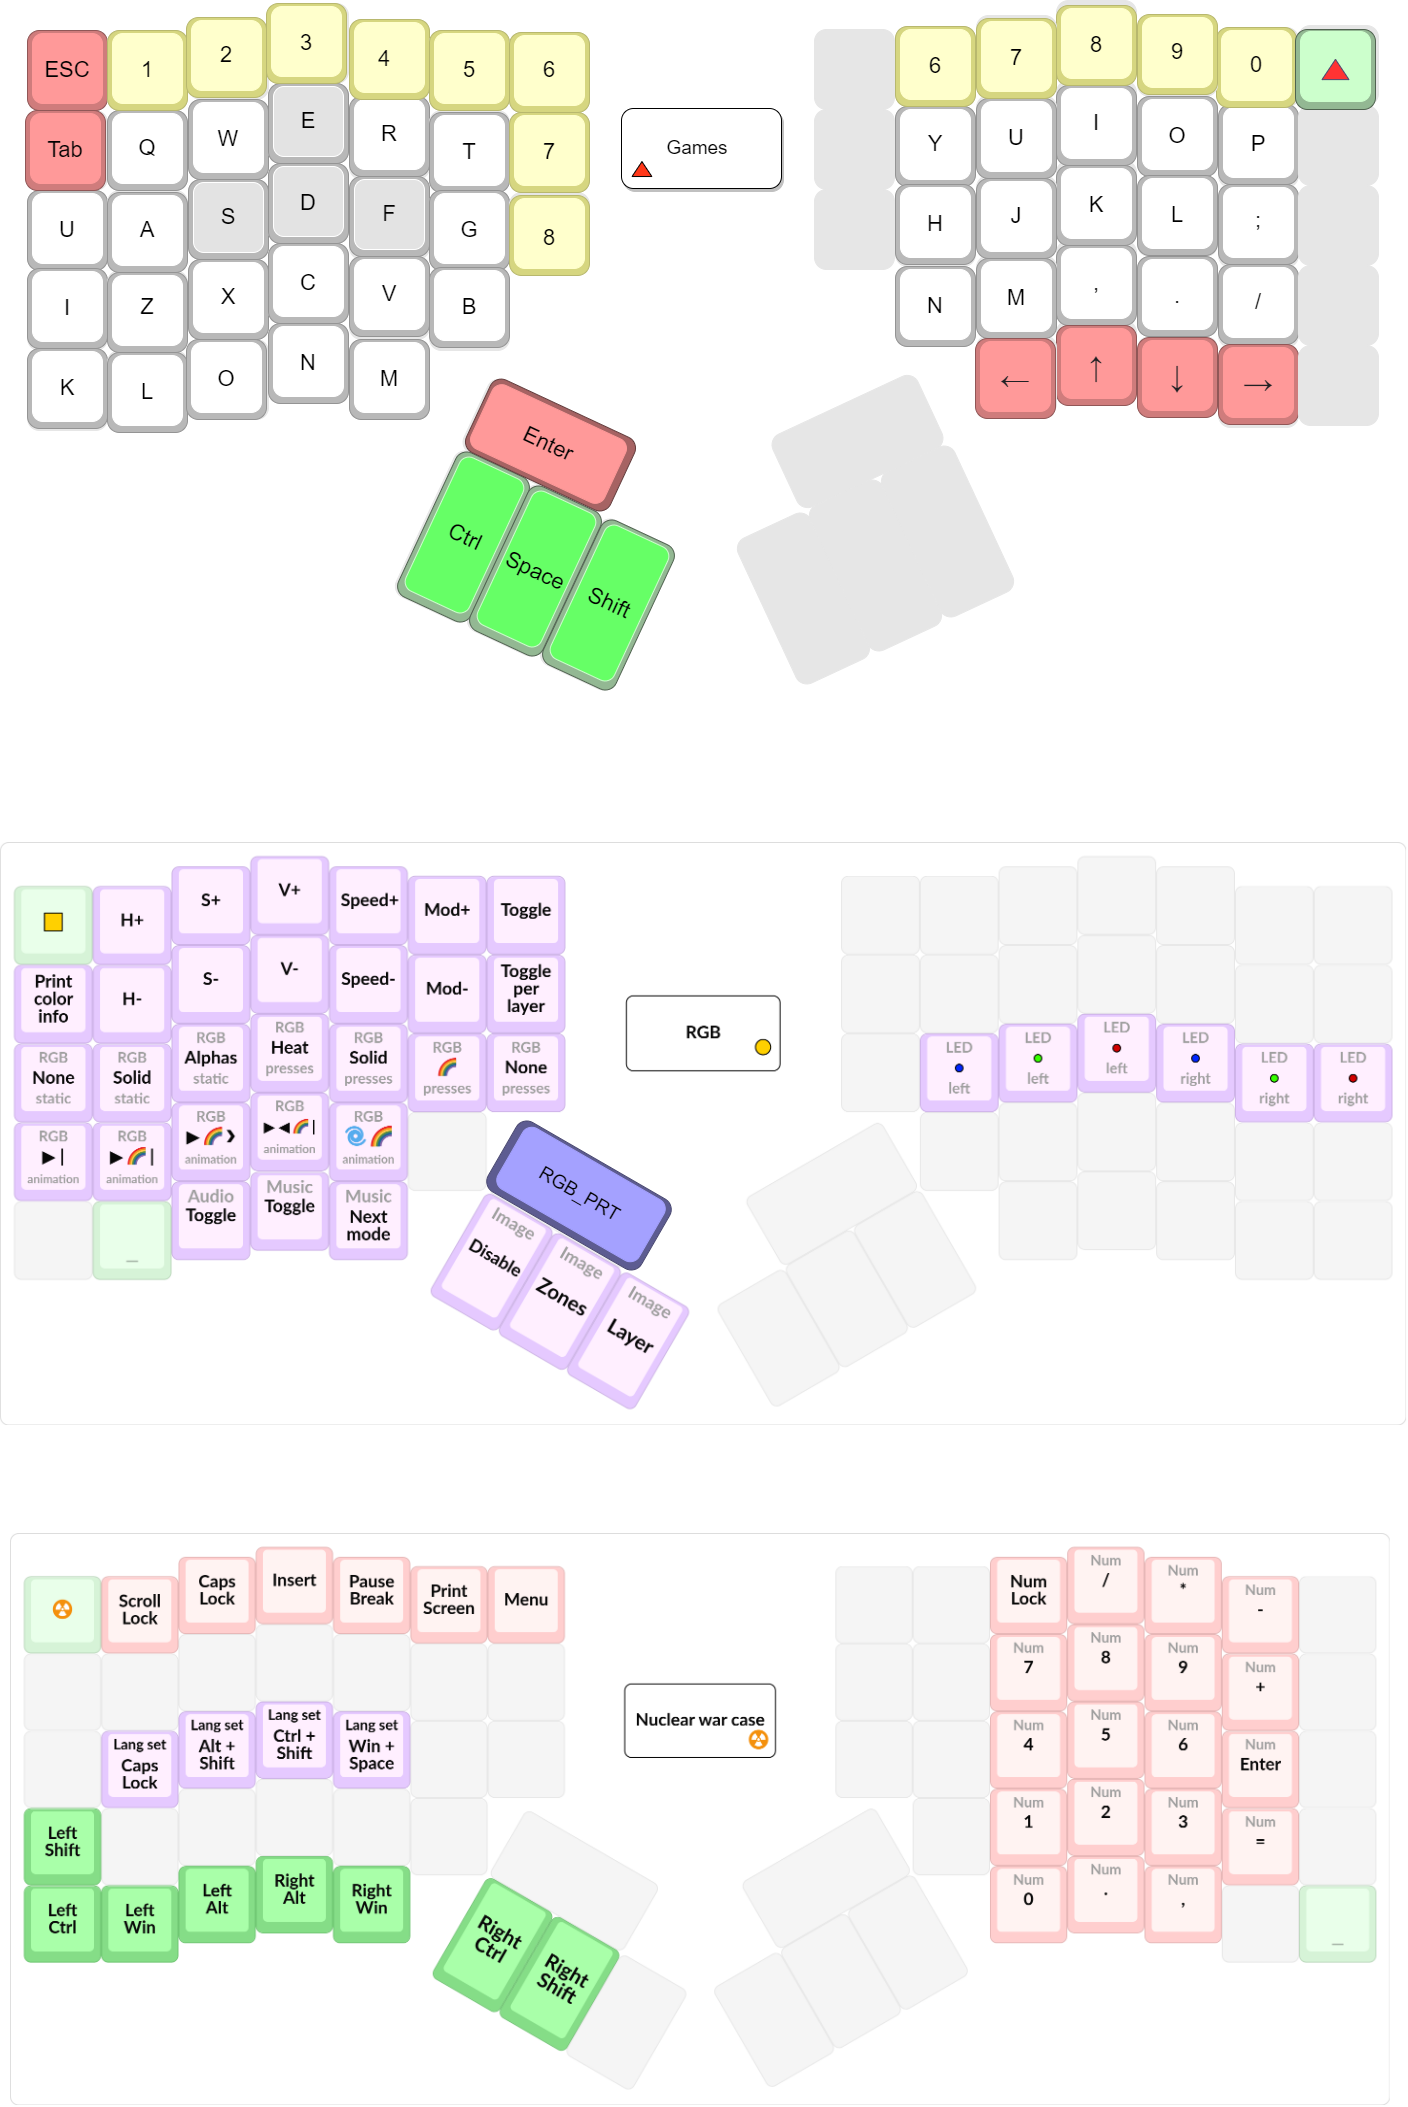 ESC 1 2 3 4 5 6
Tab Q W E R T 7
U A S D F G 8
I Z X C V B
K L O N M
Enter
Ctrl Space Shift
Games
6 7 8 9 0
Y U I O P
H J K L ;
N M , . /
← ↑ ↓ →
H+ S+ V+ Speed+ Mod+ Toggle
Print
color
info
H- S- V- Speed- Mod-
Toggle
per
layer
RGB
None
static
RGB
Solid
static
RGB
Alphas
static
RGB
Heat
presses
RGB
Solid
presses
RGB
presses
RGB
None
presses
RGB
animation
RGB
animation
RGB
animation
RGB
animation
RGB
animation
_
Audio
Toggle
Music
Toggle
Music
Next
mode
RGB_PRT
Image
Disable
Image
Zones
Image
Layer
RGB
LED
left
LED
left
LED
left
LED
right
LED
right
LED
right
Scroll
Lock
Caps
Lock
Insert
Pause
Break
Print
Screen
Menu
Lang set
Caps
Lock
Lang set
Alt +
Shift
Lang set
Ctrl +
Shift
Lang set
Win +
Space
Left
Shift
Left
Ctrl
Left
Win
Left
Alt
Right
Alt
Right
Win
Right
Ctrl
Right
Shift
Nuclear war case
Num
Lock
Num
/
Num
*
Num
-
Num
7
Num
8
Num
9
Num
+
Num
4
Num
5
Num
6
Num
Enter
Num
1
Num
2
Num
3
Num
=
Num
0
Num
.
Num
,
_